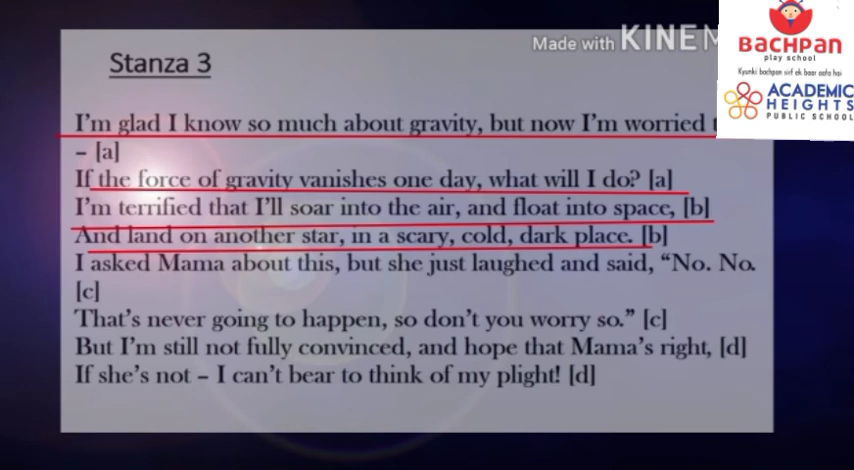 Made with KINEM
BACHPAN
play school
Kyunki bachpan sirf ek baar aata hai
ACADEMIC
HEIGHTS
PUBLIC SCHOOL
Stanza 3
I'm glad I know so much about gravity, but now I'm worried
– [a]
If the force of gravity vanishes one day, what will I do? [a]
I'm terrified that I'll soar into the air, and float into space, [b]
And land on another star, in a scary, cold, dark place. [b]
I asked Mama about this, but she just laughed and said, “No. No.
[c]
That's never going to happen, so don't you worry so.” [c]
But I'm still not fully convinced, and hope that Mama's right, [d]
If she's not – I can't bear to think of my plight! [d]